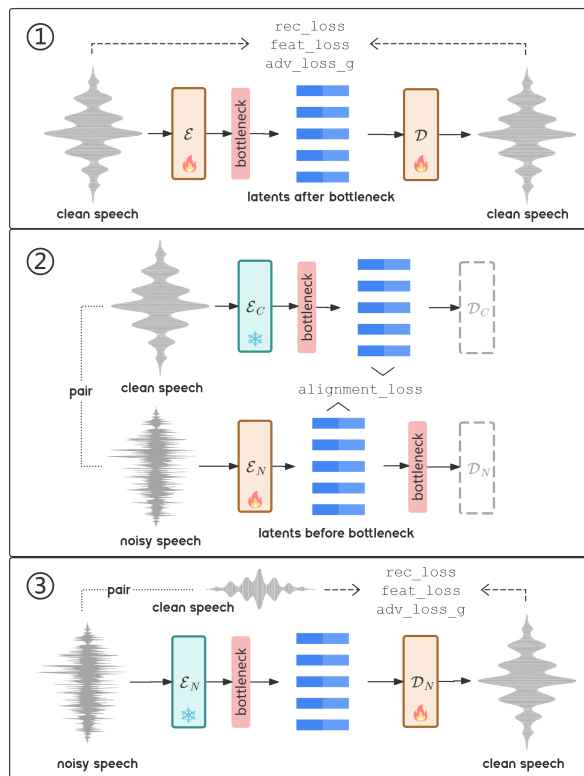 ①
rec_loss
feat_loss
adv_loss_g
ℰ
bottleneck
𝒟
latents after bottleneck
clean speech
clean speech
②
ℰ_C
bottleneck
𝒟_C
pair
clean speech
alignment_loss
ℰ_N
bottleneck
𝒟_N
noisy speech
latents before bottleneck
③
pair
clean speech
rec_loss
feat_loss
adv_loss_g
ℰ_N
bottleneck
𝒟_N
noisy speech
clean speech